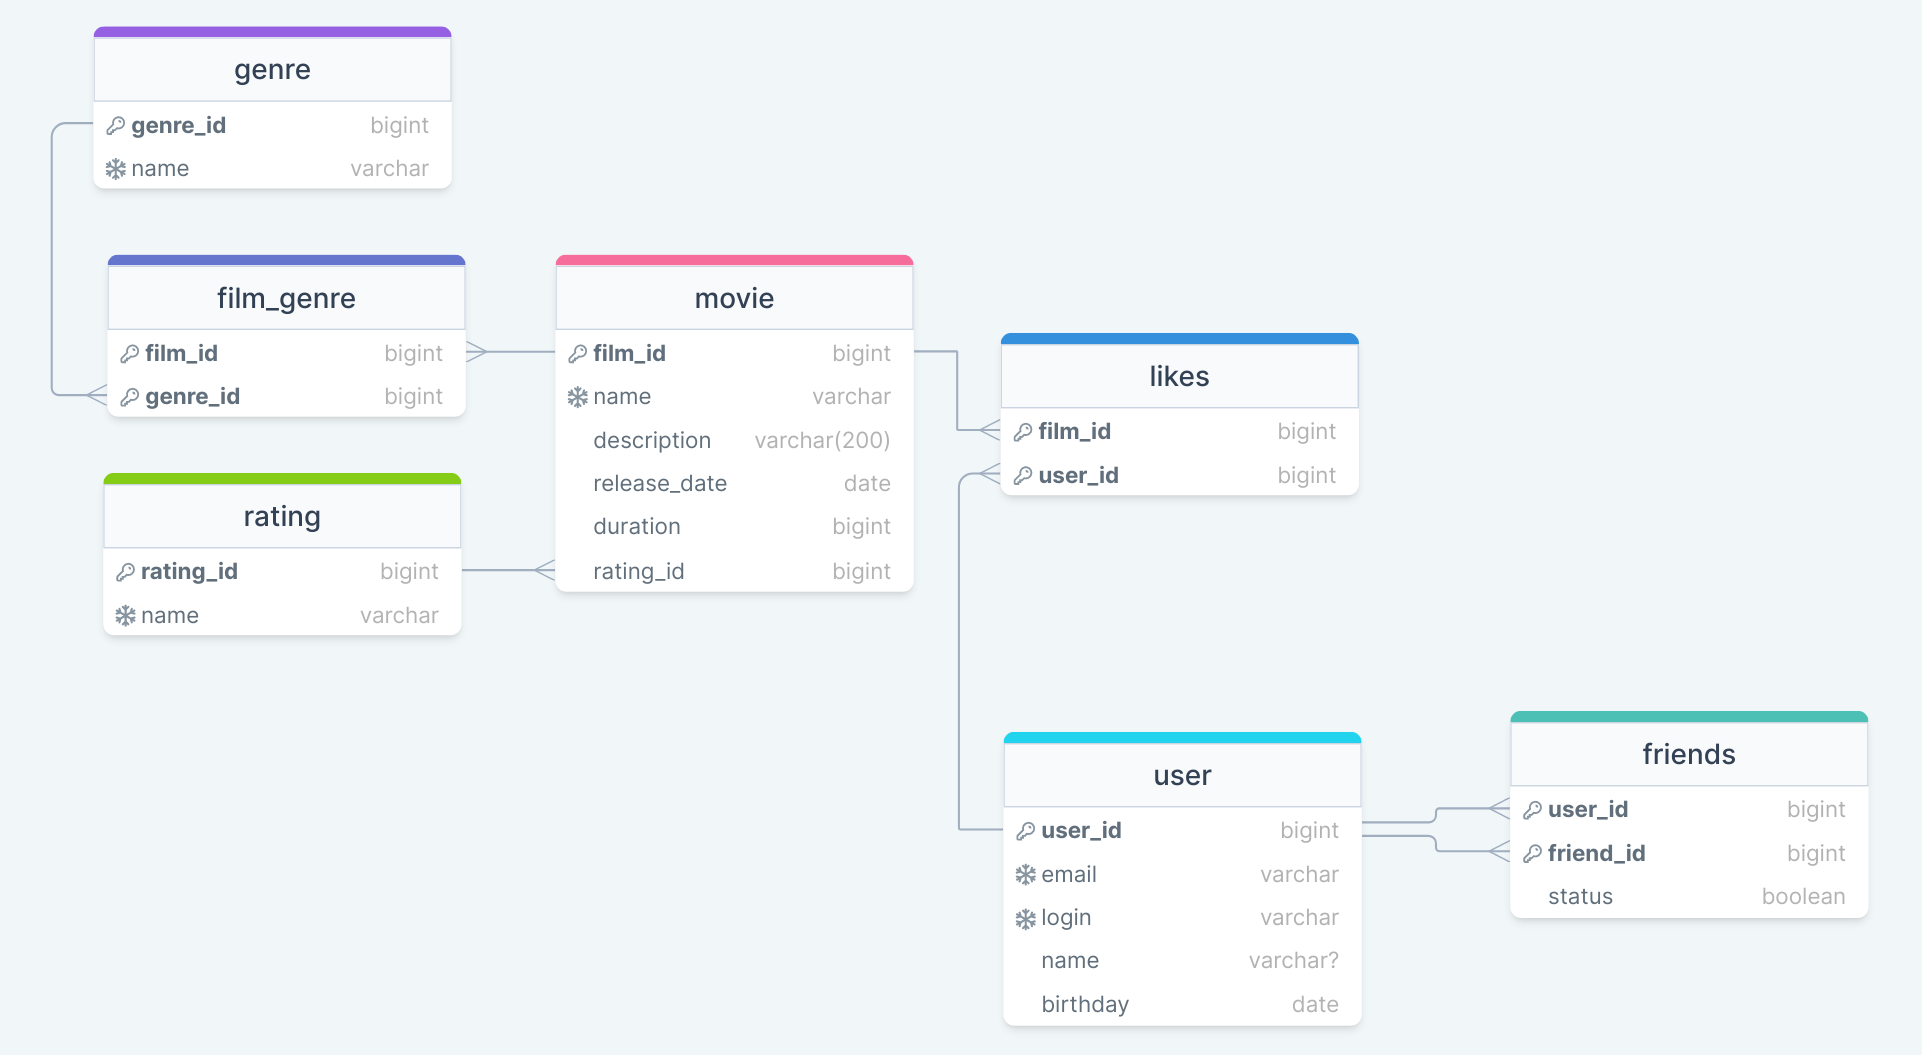 genre
genre_id bigint
name varchar
film_genre
film_id bigint
genre_id bigint
rating
rating_id bigint
name varchar
movie
film_id bigint
name varchar
description varchar(200)
release_date date
duration bigint
rating_id bigint
likes
film_id bigint
user_id bigint
user
user_id bigint
email varchar
login varchar
name varchar?
birthday date
friends
user_id bigint
friend_id bigint
status boolean